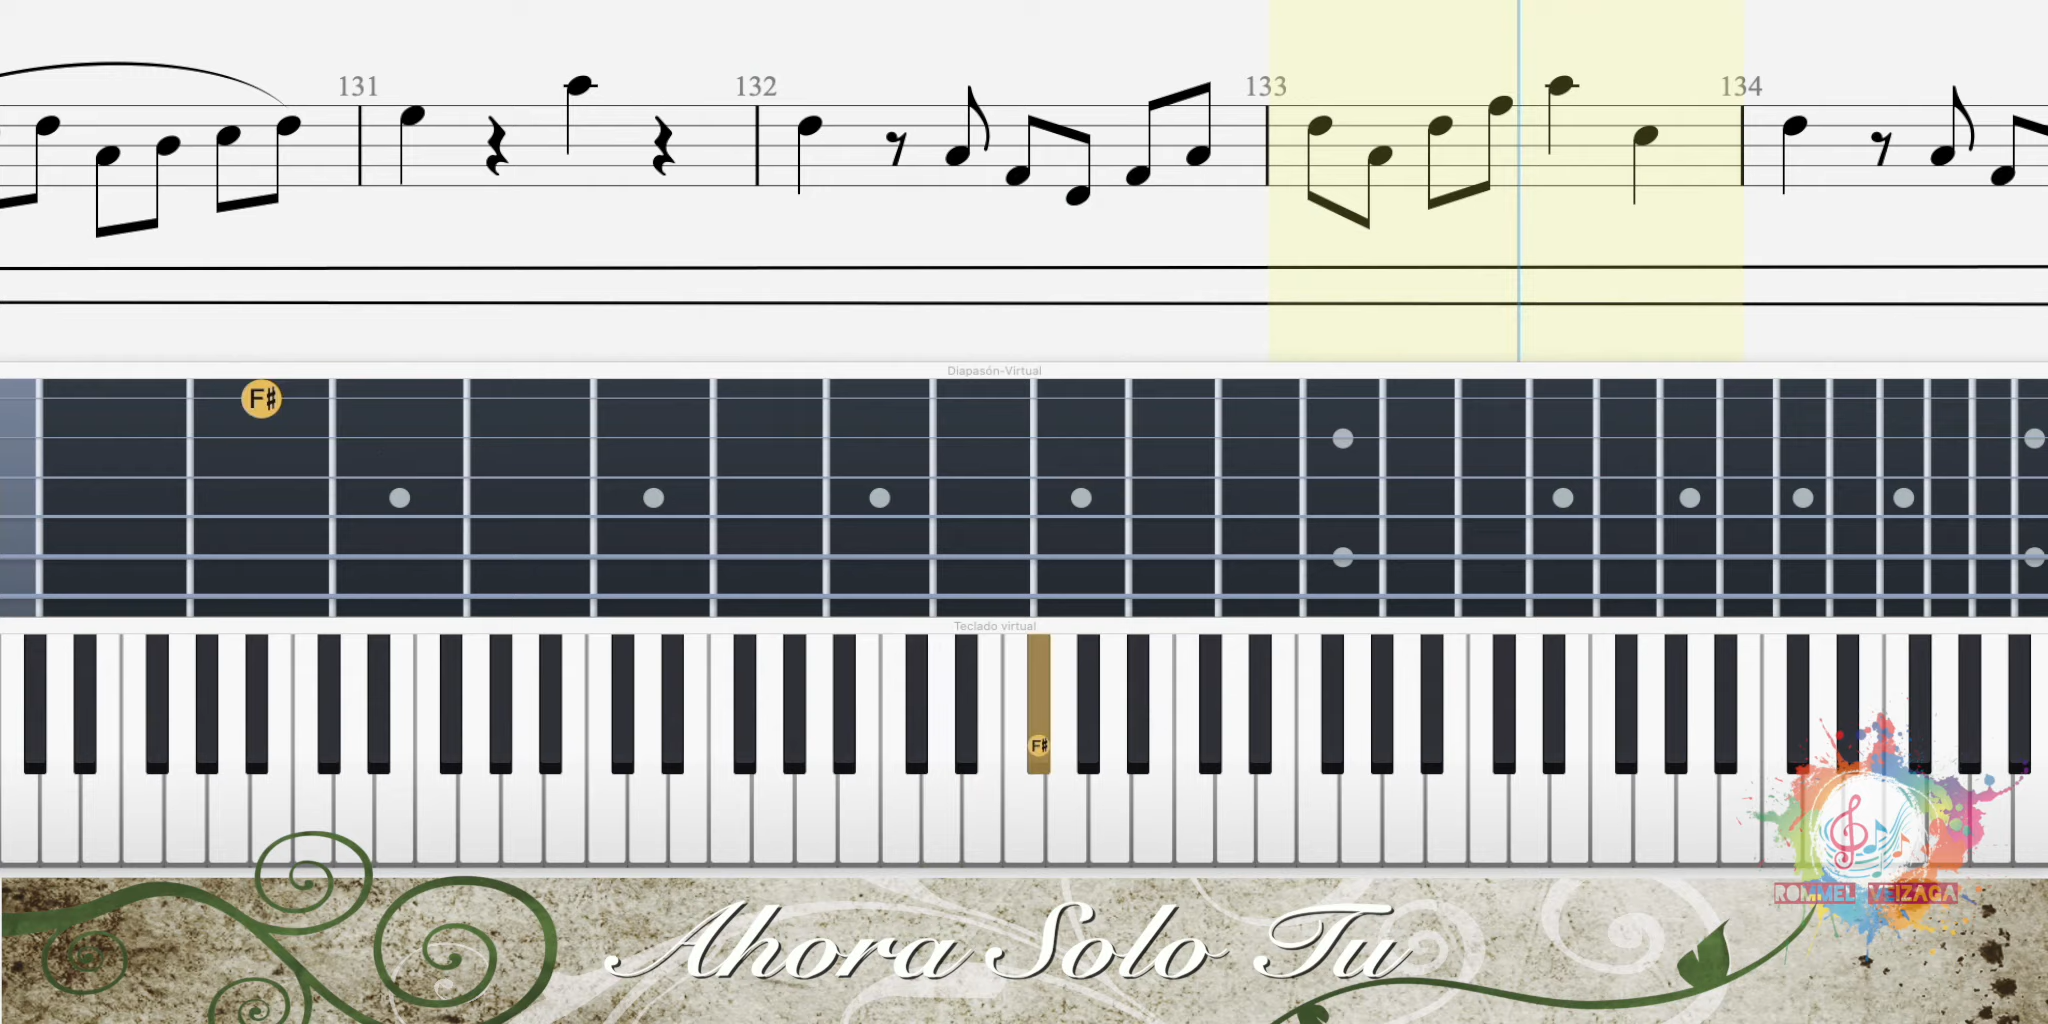 131 132 133 134
Diapasón-Virtual
F♯
Teclado virtual
F♯
ROMMEL VEIZAGA
Ahora Solo Tu